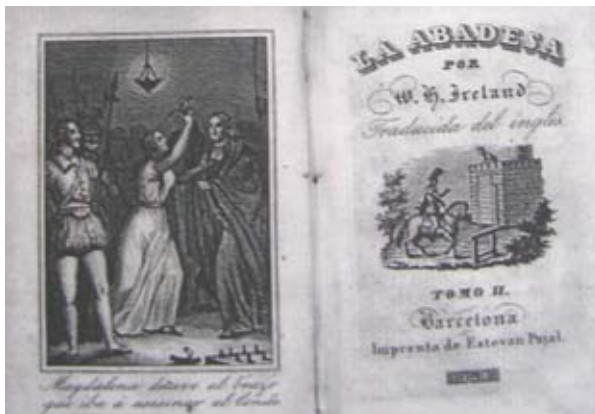 Magdalena detuvo el brazo
que iba á asesinar al Conde
LA ABADESA
POR
W. H. Ireland
Traducida del inglés
TOMO II.
Barcelona
Imprenta de Estevan Pujal.